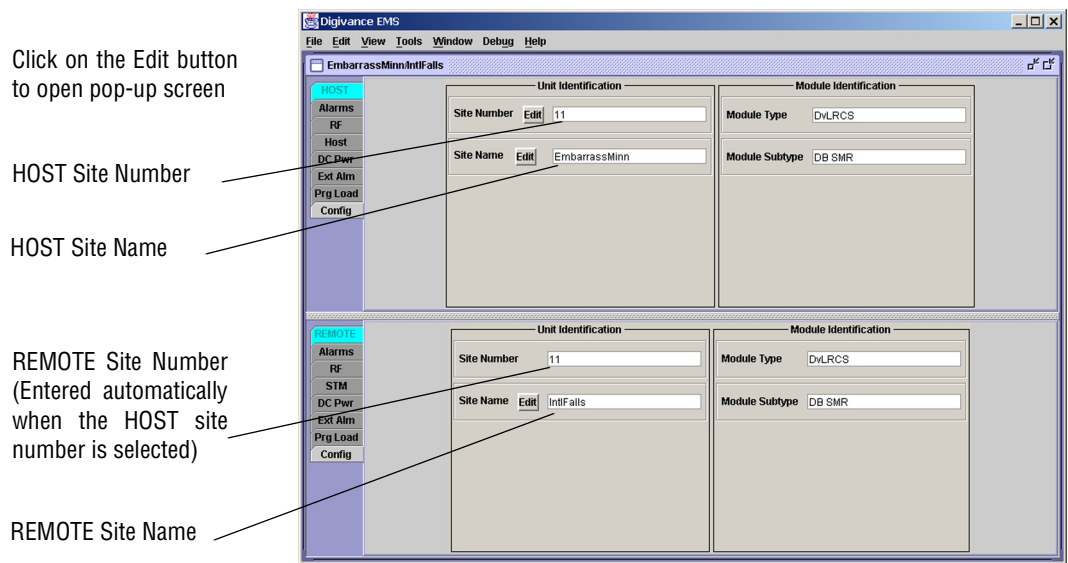 Digivance EMS
File Edit View Tools Window Debug Help
EmbarrassMinn/IntlFalls
Click on the Edit button
to open pop-up screen
HOST Site Number
HOST Site Name
REMOTE Site Number
(Entered automatically
when the HOST site
number is selected)
REMOTE Site Name
HOST
Alarms
RF
Host
DC Pwr
Ext Alm
Prg Load
Config
Unit Identification
Site Number Edit 11
Site Name Edit EmbarrassMinn
Module Identification
Module Type DvLRCS
Module Subtype DB SMR
REMOTE
Alarms
RF
STM
DC Pwr
Ext Alm
Prg Load
Config
Unit Identification
Site Number 11
Site Name Edit IntlFalls
Module Identification
Module Type DvLRCS
Module Subtype DB SMR